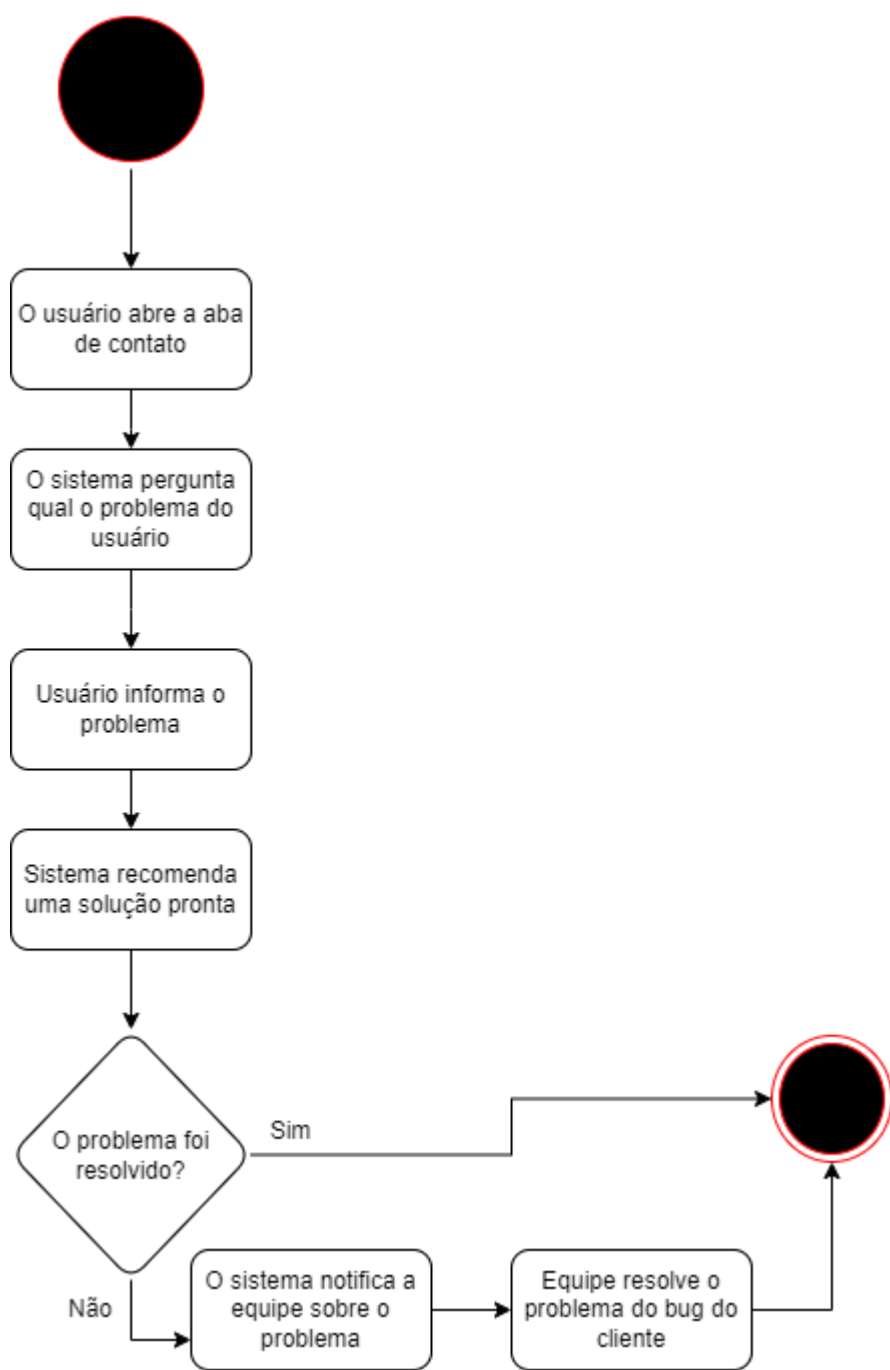 O usuário abre a aba
de contato
O sistema pergunta
qual o problema do
usuário
Usuário informa o
problema
Sistema recomenda
uma solução pronta
O problema foi
resolvido?
Sim
Não
O sistema notifica a
equipe sobre o
problema
Equipe resolve o
problema do bug do
cliente